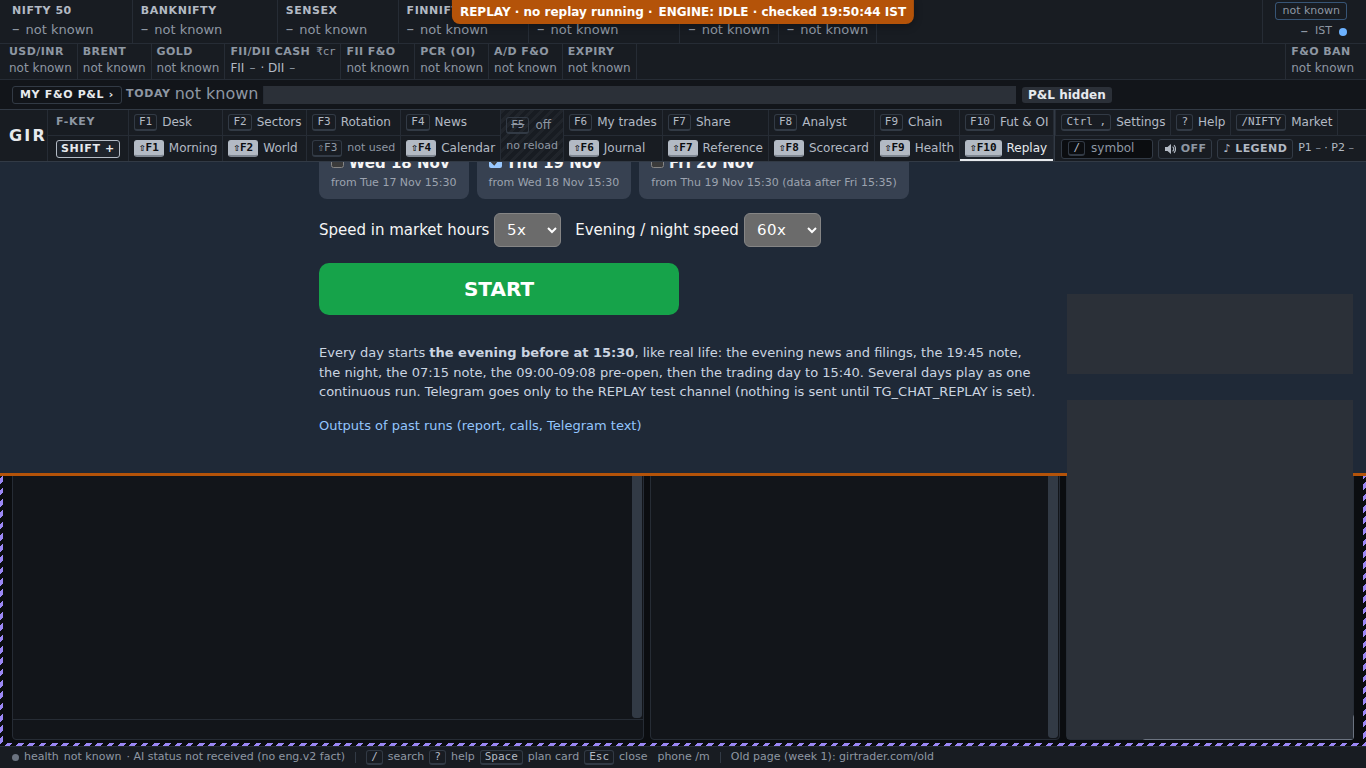 NIFTY 50 BANKNIFTY SENSEX FINNIF REPLAY · no replay running · ENGINE: IDLE · checked 19:50:44 IST not known
– not known – not known – not known – not known – not known – not known – not known – IST
USD/INR BRENT GOLD FII/DII CASH ₹cr FII F&O PCR (OI) A/D F&O EXPIRY F&O BAN
not known not known not known FII – · DII – not known not known not known not known not known
MY F&O P&L › TODAY not known P&L hidden
GIR F-KEY F1 Desk F2 Sectors F3 Rotation F4 News F5 off F6 My trades F7 Share F8 Analyst F9 Chain F10 Fut & OI Ctrl , Settings ? Help /NIFTY Market
SHIFT + ⇧F1 Morning ⇧F2 World ⇧F3 not used ⇧F4 Calendar no reload ⇧F6 Journal ⇧F7 Reference ⇧F8 Scorecard ⇧F9 Health ⇧F10 Replay / symbol OFF ♪ LEGEND P1 – · P2 –
Wed 18 Nov Thu 19 Nov Fri 20 Nov
from Tue 17 Nov 15:30 from Wed 18 Nov 15:30 from Thu 19 Nov 15:30 (data after Fri 15:35)
Speed in market hours 5x Evening / night speed 60x
START
Every day starts the evening before at 15:30, like real life: the evening news and filings, the 19:45 note,
the night, the 07:15 note, the 09:00-09:08 pre-open, then the trading day to 15:40. Several days play as one
continuous run. Telegram goes only to the REPLAY test channel (nothing is sent until TG_CHAT_REPLAY is set).
Outputs of past runs (report, calls, Telegram text)
health not known · AI status not received (no eng.v2 fact) / search ? help Space plan card Esc close phone /m Old page (week 1): girtrader.com/old